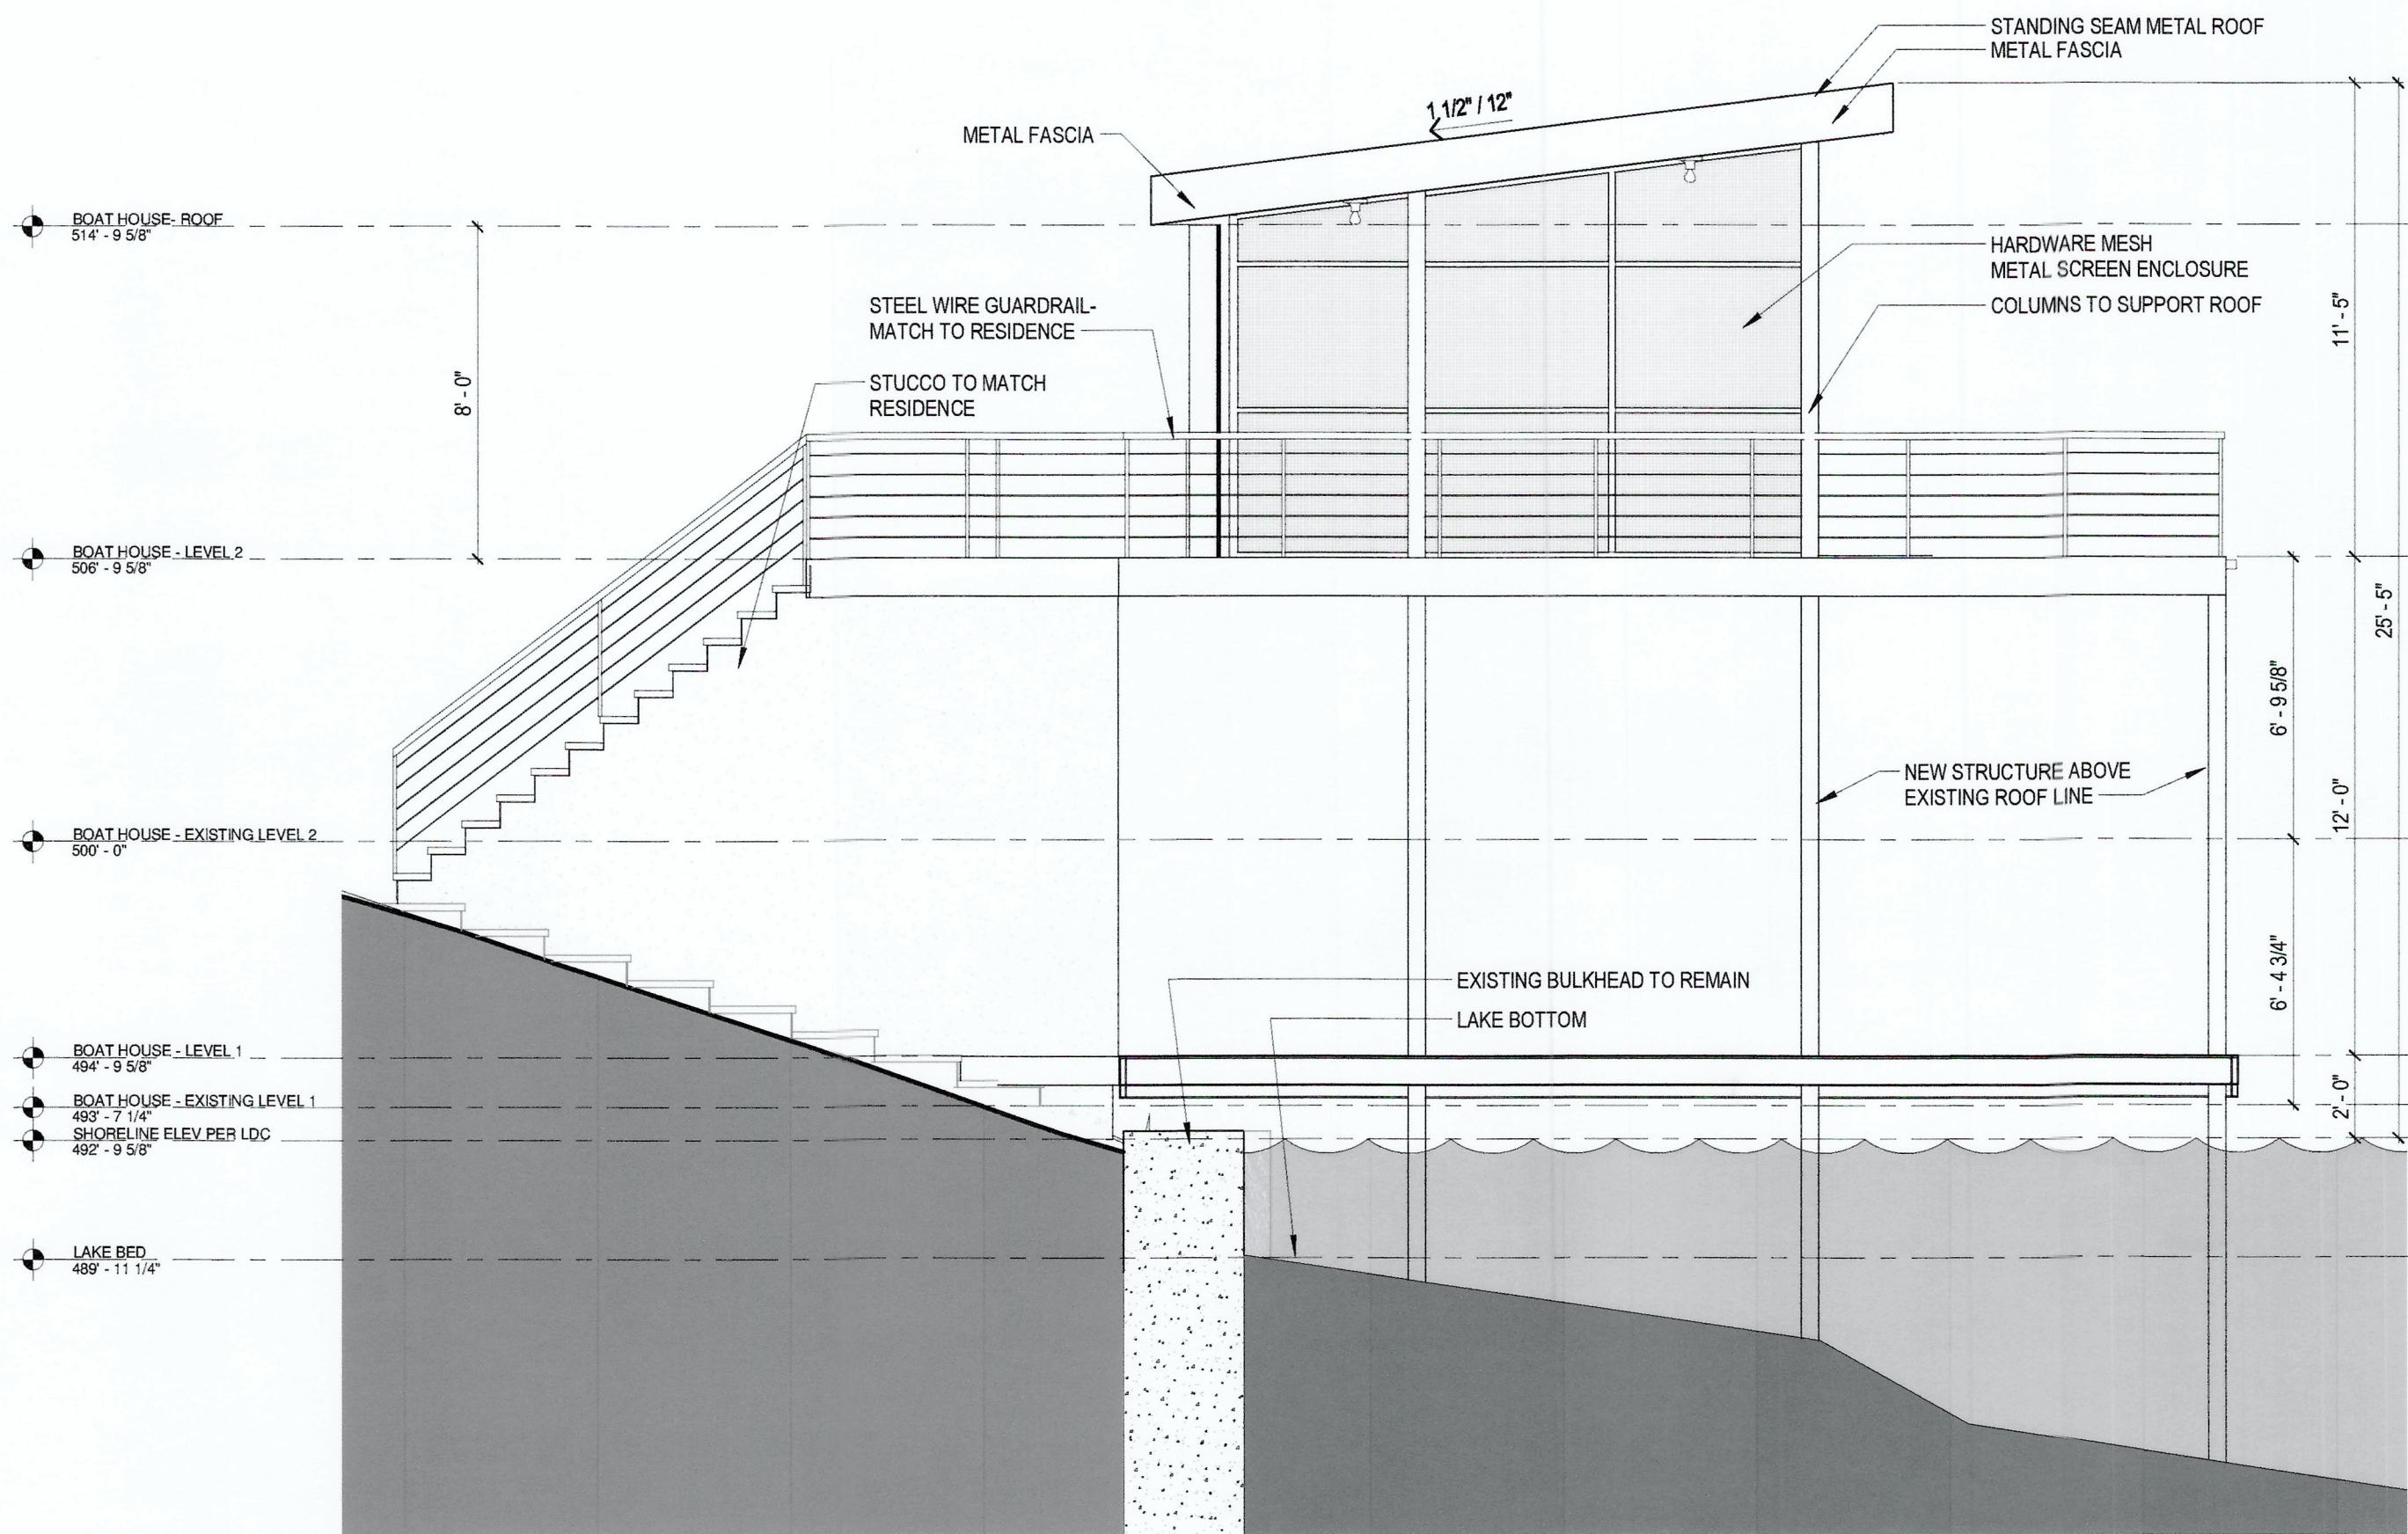 STANDING SEAM METAL ROOF
METAL FASCIA
1 1/2" / 12"
METAL FASCIA
BOAT HOUSE- ROOF
514' - 9 5/8"
HARDWARE MESH
METAL SCREEN ENCLOSURE
COLUMNS TO SUPPORT ROOF
STEEL WIRE GUARDRAIL-
MATCH TO RESIDENCE
STUCCO TO MATCH
RESIDENCE
8' - 0"
11' - 5"
BOAT HOUSE - LEVEL 2
506' - 9 5/8"
25' - 5"
6' - 9 5/8"
12' - 0"
NEW STRUCTURE ABOVE
EXISTING ROOF LINE
BOAT HOUSE - EXISTING LEVEL 2
500' - 0"
6' - 4 3/4"
EXISTING BULKHEAD TO REMAIN
LAKE BOTTOM
BOAT HOUSE - LEVEL 1
494' - 9 5/8"
2' - 0"
BOAT HOUSE - EXISTING LEVEL 1
493' - 7 1/4"
SHORELINE ELEV PER LDC
492' - 9 5/8"
LAKE BED
489' - 11 1/4"